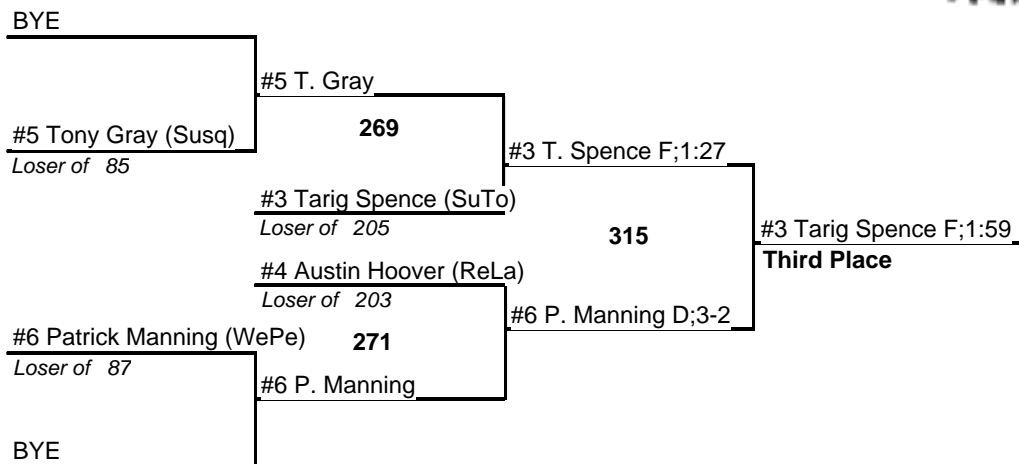 BYE
#5 T. Gray
#5 Tony Gray (Susq)
269
Loser of 85
#3 T. Spence F;1:27
#3 Tarig Spence (SuTo)
Loser of 205
315
#3 Tarig Spence F;1:59
Third Place
#4 Austin Hoover (ReLa)
Loser of 203
#6 P. Manning D;3-2
#6 Patrick Manning (WePe)
271
Loser of 87
#6 P. Manning
BYE